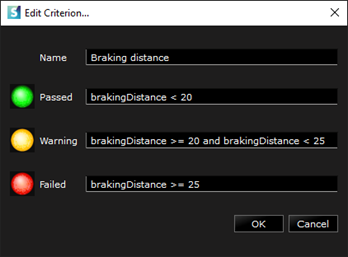 Edit Criterion...
Name Braking distance
Passed brakingDistance < 20
Warning brakingDistance >= 20 and brakingDistance < 25
Failed brakingDistance >= 25
OK Cancel